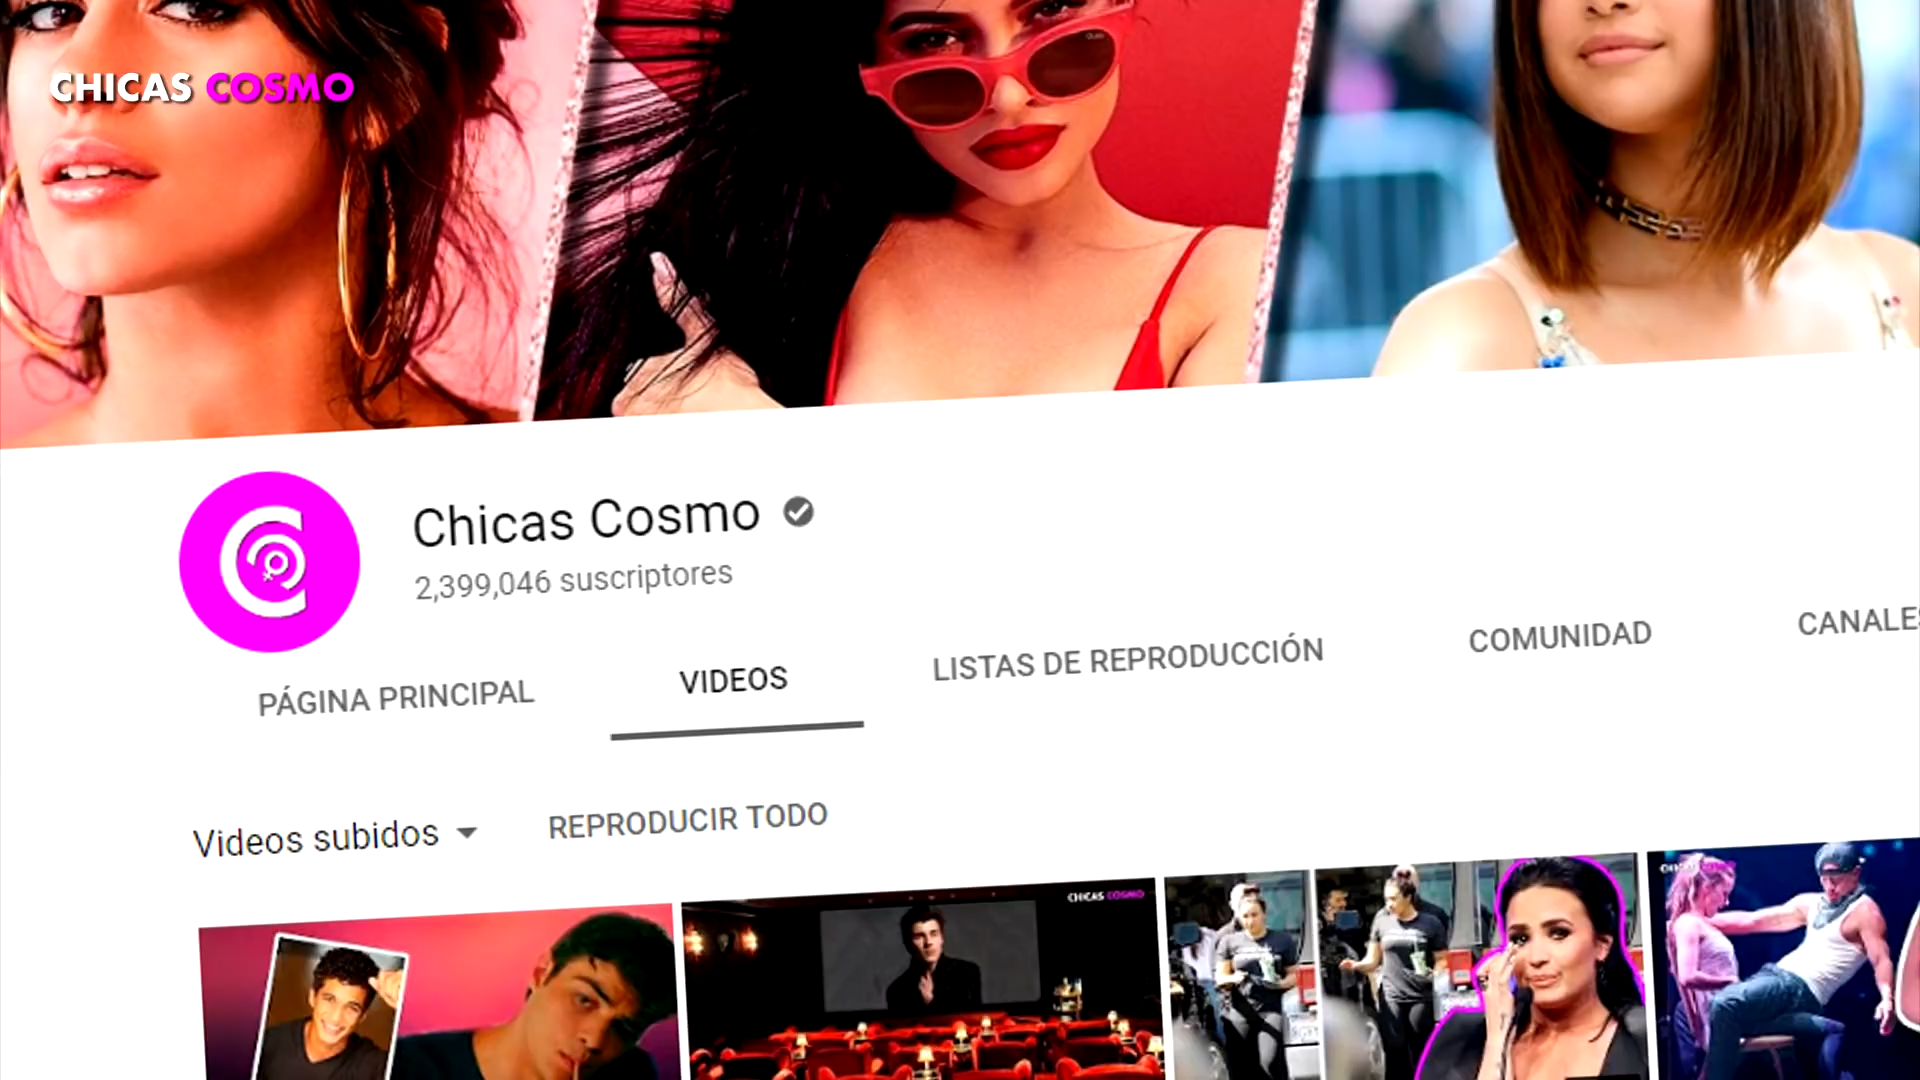 CHICAS COSMO
Chicas Cosmo
2,399,046 suscriptores
PÁGINA PRINCIPAL
VIDEOS
LISTAS DE REPRODUCCIÓN
COMUNIDAD
CANALES
Videos subidos
REPRODUCIR TODO
CHICAS COSMO